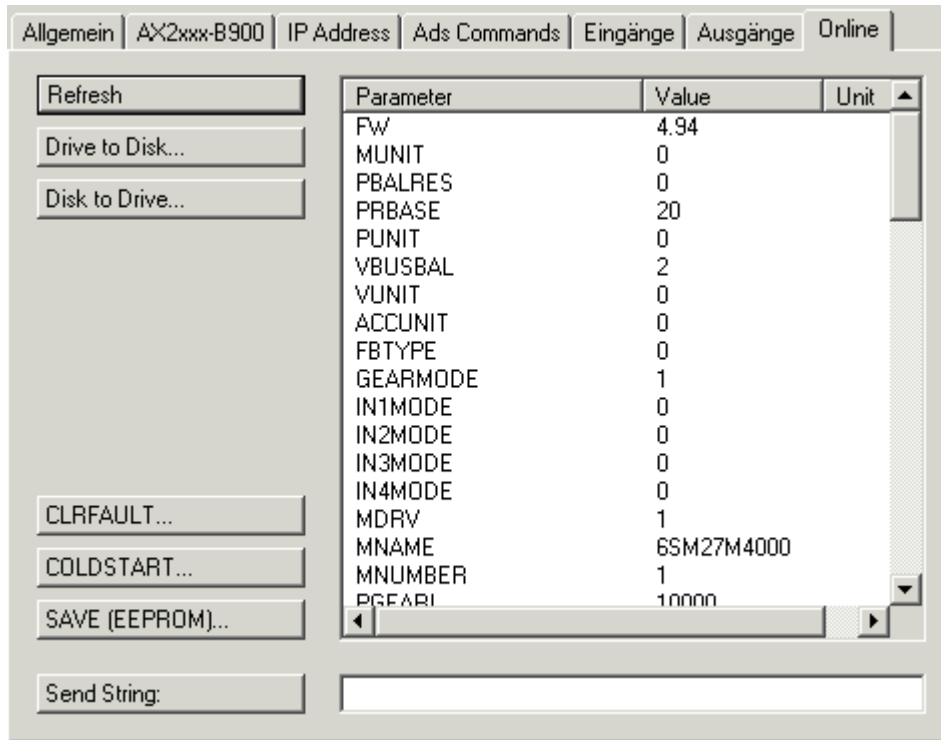 Allgemein AX2xxx-B900 IP Address Ads Commands Eingänge Ausgänge Online
Refresh
Drive to Disk...
Disk to Drive...
CLRFAULT...
COLDSTART...
SAVE (EEPROM)...
Send String:
Parameter Value Unit
FW 4.94
MUNIT 0
PBALRES 0
PRBASE 20
PUNIT 0
VBUSBAL 2
VUNIT 0
ACCUNIT 0
FBTYPE 0
GEARMODE 1
IN1MODE 0
IN2MODE 0
IN3MODE 0
IN4MODE 0
MDRV 1
MNAME 6SM27M4000
MNUMBER 1
PGEARI 10000